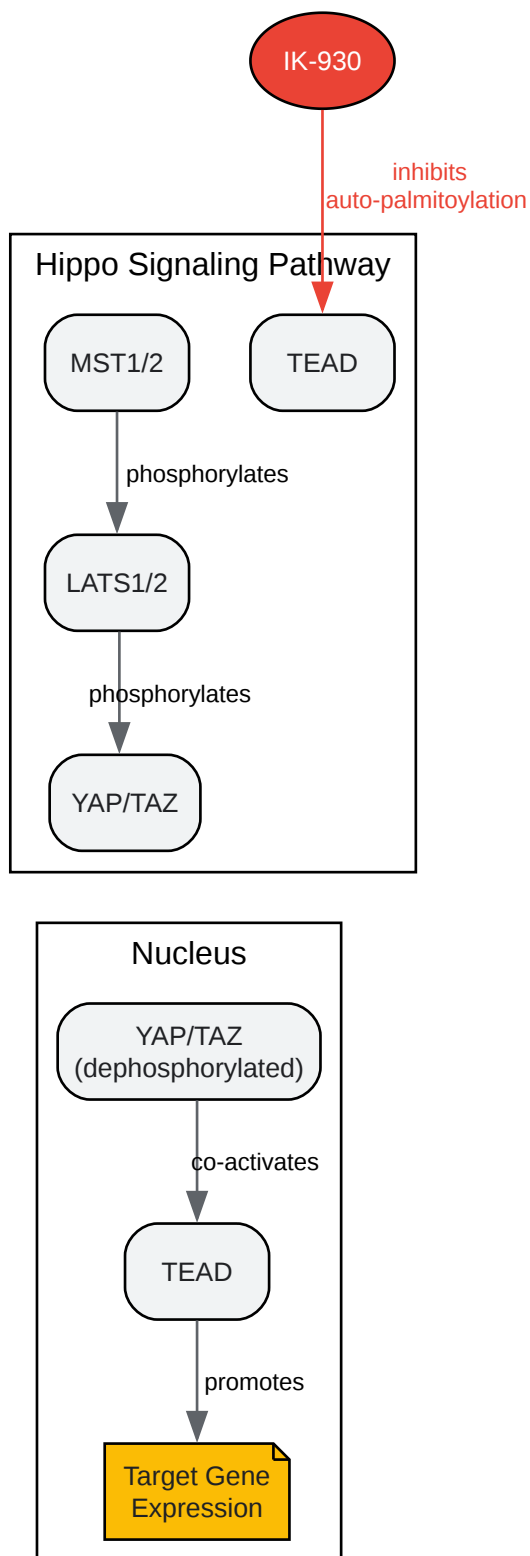 IK-930
inhibits
auto-palmitoylation
Hippo Signaling Pathway
MST1/2
TEAD
phosphorylates
LATS1/2
phosphorylates
YAP/TAZ
Nucleus
YAP/TAZ
(dephosphorylated)
co-activates
TEAD
promotes
Target Gene
Expression